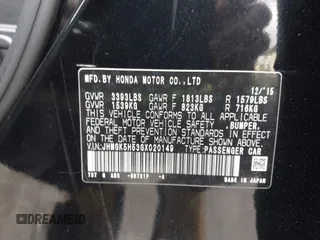 MFD.BY HONDA MOTOR CO.,LTD 12/'15
GVWR 3393LBS GAWR F 1813LBS R 1579LBS
GVWR 1539KG GAWR F 823KG R 716KG
THIS VEHICLE CONFORMS TO ALL APPLICABLE
FEDERAL MOTOR VEHICLE SAFETY, BUMPER,
AND THEFT PREVENTION STANDARDS IN
EFFECT ON THE DATE OF MANUFACTURE
SHOWN ABOVE.
V.I.N:JHMGK5H53GX020149 TYPE:PASSENGER CAR
MADE IN JAPAN